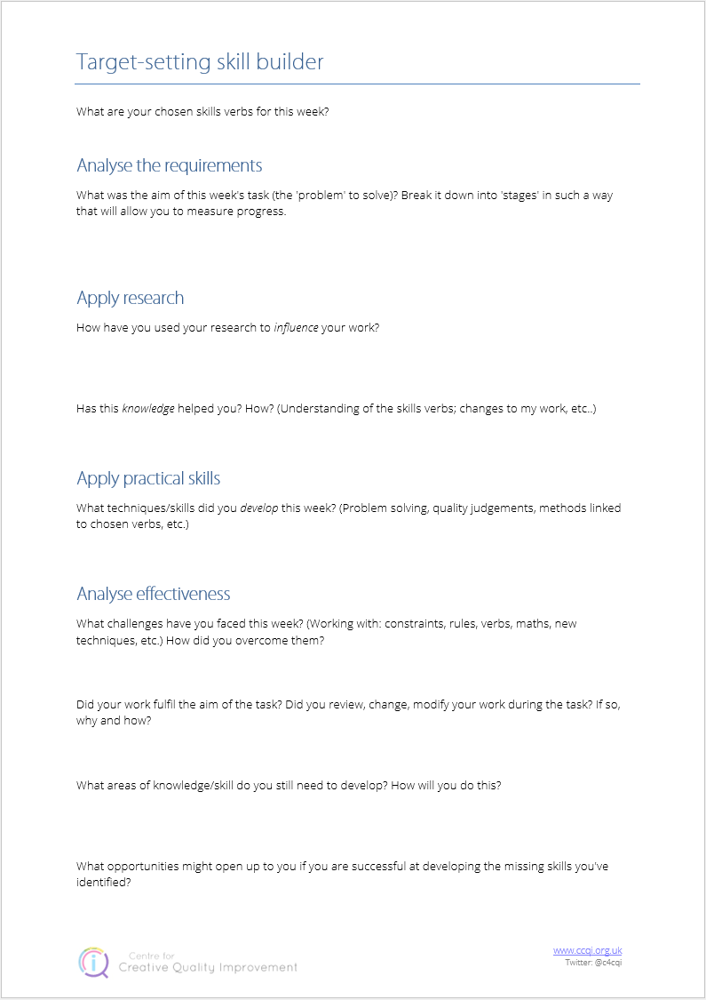 Target-setting skill builder
What are your chosen skills verbs for this week?
Analyse the requirements
What was the aim of this week's task (the 'problem' to solve)? Break it down into 'stages' in such a way
that will allow you to measure progress.
Apply research
How have you used your research to influence your work?
Has this knowledge helped you? How? (Understanding of the skills verbs; changes to my work, etc..)
Apply practical skills
What techniques/skills did you develop this week? (Problem solving, quality judgements, methods linked
to chosen verbs, etc.)
Analyse effectiveness
What challenges have you faced this week? (Working with: constraints, rules, verbs, maths, new
techniques, etc.) How did you overcome them?
Did your work fulfil the aim of the task? Did you review, change, modify your work during the task? If so,
why and how?
What areas of knowledge/skill do you still need to develop? How will you do this?
What opportunities might open up to you if you are successful at developing the missing skills you've
identified?
Centre for
Creative Quality Improvement
www.ccqi.org.uk
Twitter: @c4cqi